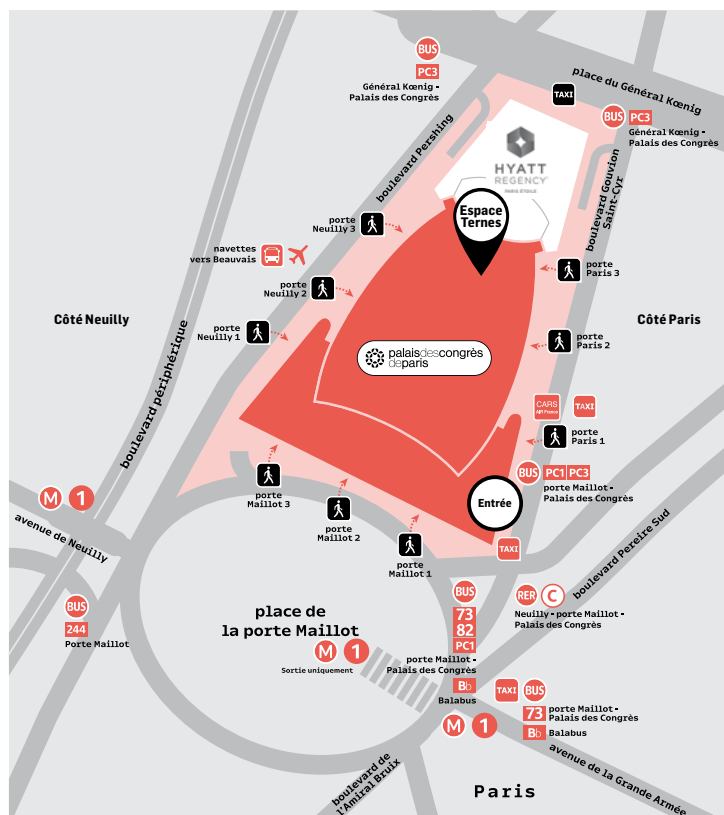 BUS
PC3
Général Kœnig -
Palais des Congrès
place du Général Kœnig
TAXI
BUS PC3
Général Kœnig -
Palais des Congrès
HYATT
REGENCY
PARIS ÉTOILE
boulevard Pershing
boulevard Gouvion
Saint-Cyr
Espace
Ternes
porte
Neuilly 3
navettes
vers Beauvais
porte
Paris 3
porte
Neuilly 2
Côté Neuilly
porte
Neuilly 1
Côté Paris
porte
Paris 2
palaisdescongrès
deparis
boulevard périphérique
CARS
AIR France
TAXI
porte
Paris 1
BUS PC1 PC3
porte Maillot -
Palais des Congrès
Entrée
porte
Maillot 3
porte
Maillot 2
porte
Maillot 1
TAXI
M 1
avenue de Neuilly
boulevard Pereire Sud
BUS
244
Porte Maillot
place de
la porte Maillot
M 1
Sortie uniquement
BUS
73
82
PC1
porte Maillot -
Palais des Congrès
Bb
Balabus
RER C
Neuilly - porte Maillot -
Palais des Congrès
TAXI BUS
73 porte Maillot -
Palais des Congrès
Bb Balabus
M 1
avenue de la Grande Armée
boulevard de
l'Amiral Bruix
Paris